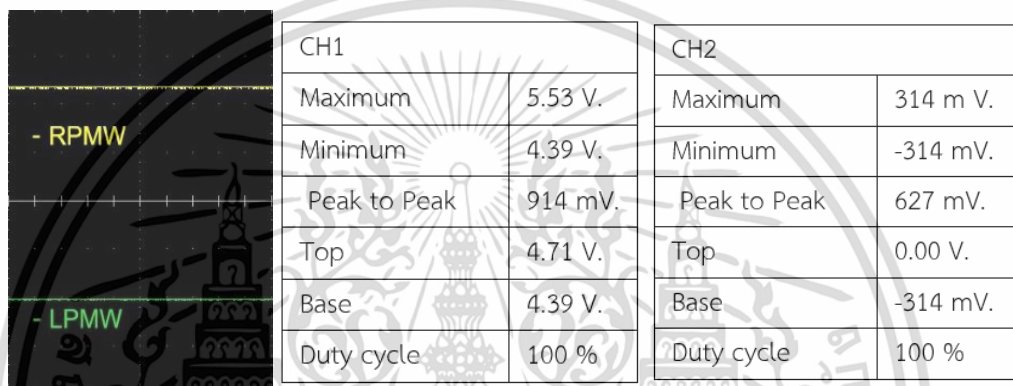 - RPMW
- LPMW
CH1
Maximum 5.53 V.
Minimum 4.39 V.
Peak to Peak 914 mV.
Top 4.71 V.
Base 4.39 V.
Duty cycle 100 %
CH2
Maximum 314 m V.
Minimum -314 mV.
Peak to Peak 627 mV.
Top 0.00 V.
Base -314 mV.
Duty cycle 100 %